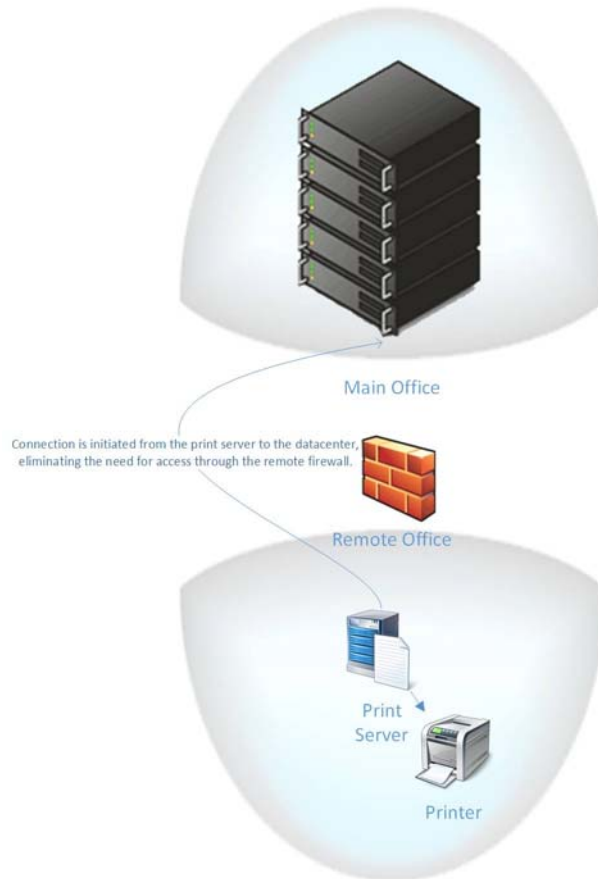 Main Office
Connection is initiated from the print server to the datacenter,
eliminating the need for access through the remote firewall.
Remote Office
Print
Server
Printer